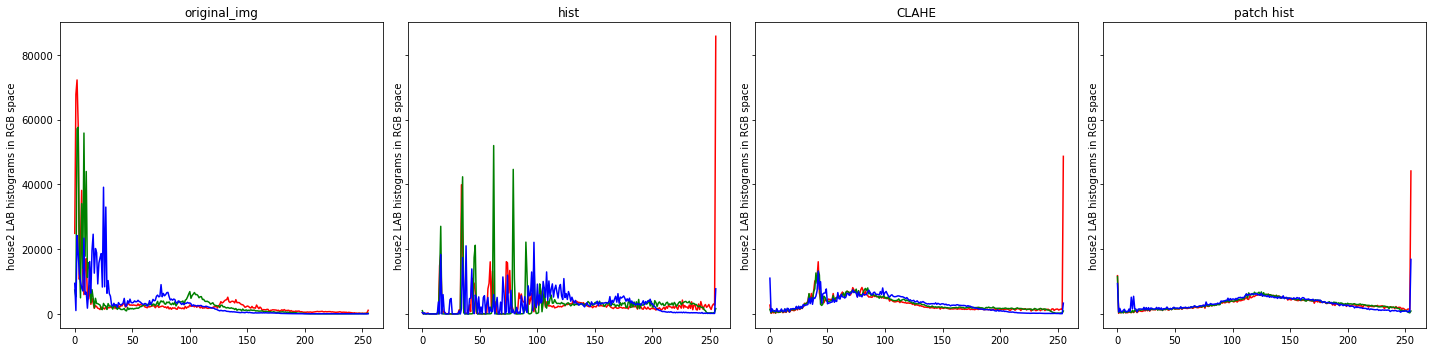 original_img
hist
CLAHE
patch hist
house2 LAB histograms in RGB space
house2 LAB histograms in RGB space
house2 LAB histograms in RGB space
house2 LAB histograms in RGB space
80000
60000
40000
20000
0
0 50 100 150 200 250
0 50 100 150 200 250
0 50 100 150 200 250
0 50 100 150 200 250